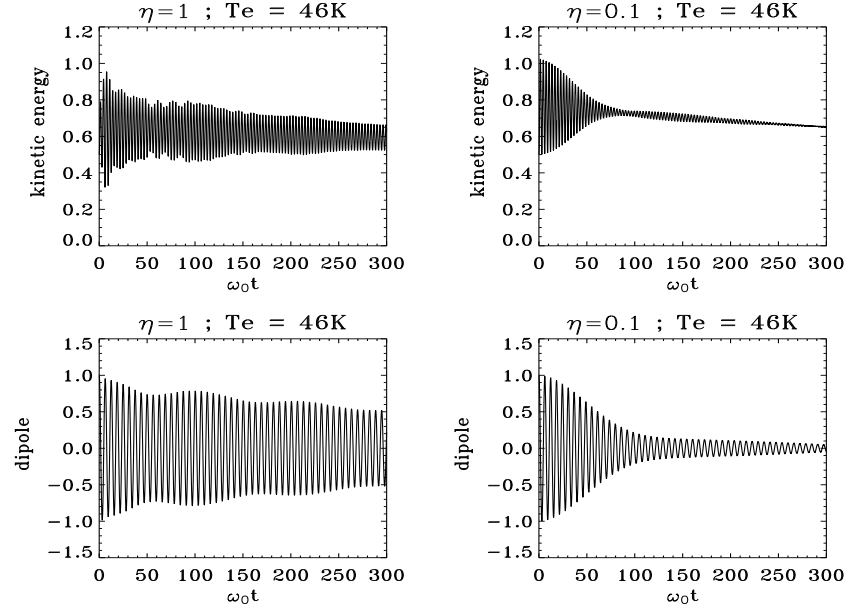 η=1 ; Te = 46K
1.2
1.0
0.8
0.6
0.4
0.2
0.0
kinetic energy
0 50 100 150 200 250 300
ω₀t
η=0.1 ; Te = 46K
1.2
1.0
0.8
0.6
0.4
0.2
0.0
kinetic energy
0 50 100 150 200 250 300
ω₀t
η=1 ; Te = 46K
1.5
1.0
0.5
0.0
−0.5
−1.0
−1.5
dipole
0 50 100 150 200 250 300
ω₀t
η=0.1 ; Te = 46K
1.5
1.0
0.5
0.0
−0.5
−1.0
−1.5
dipole
0 50 100 150 200 250 300
ω₀t